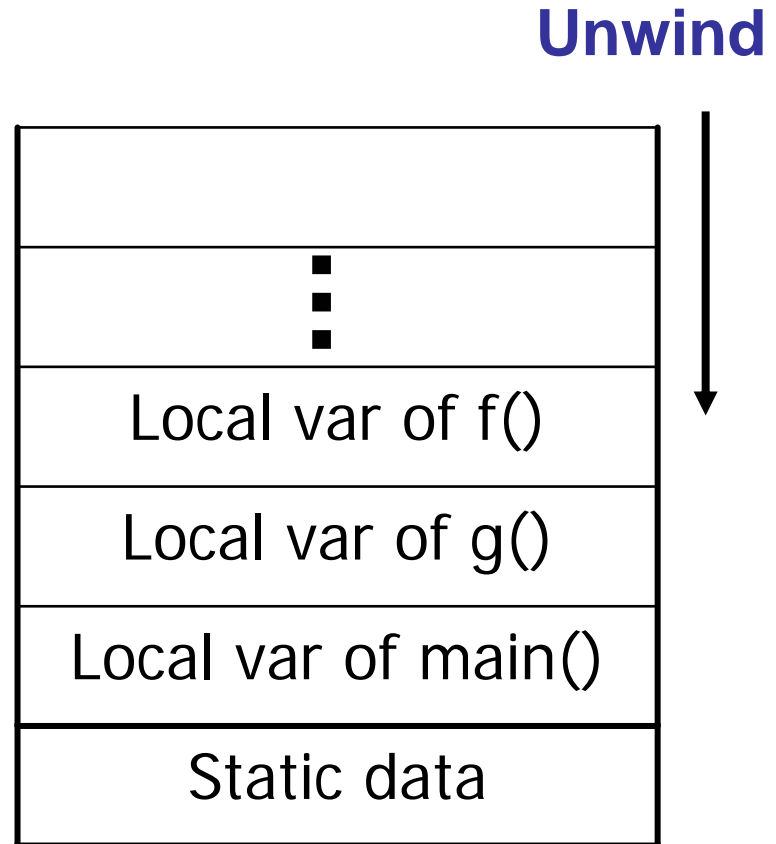 Unwind
Local var of f()
Local var of g()
Local var of main()
Static data